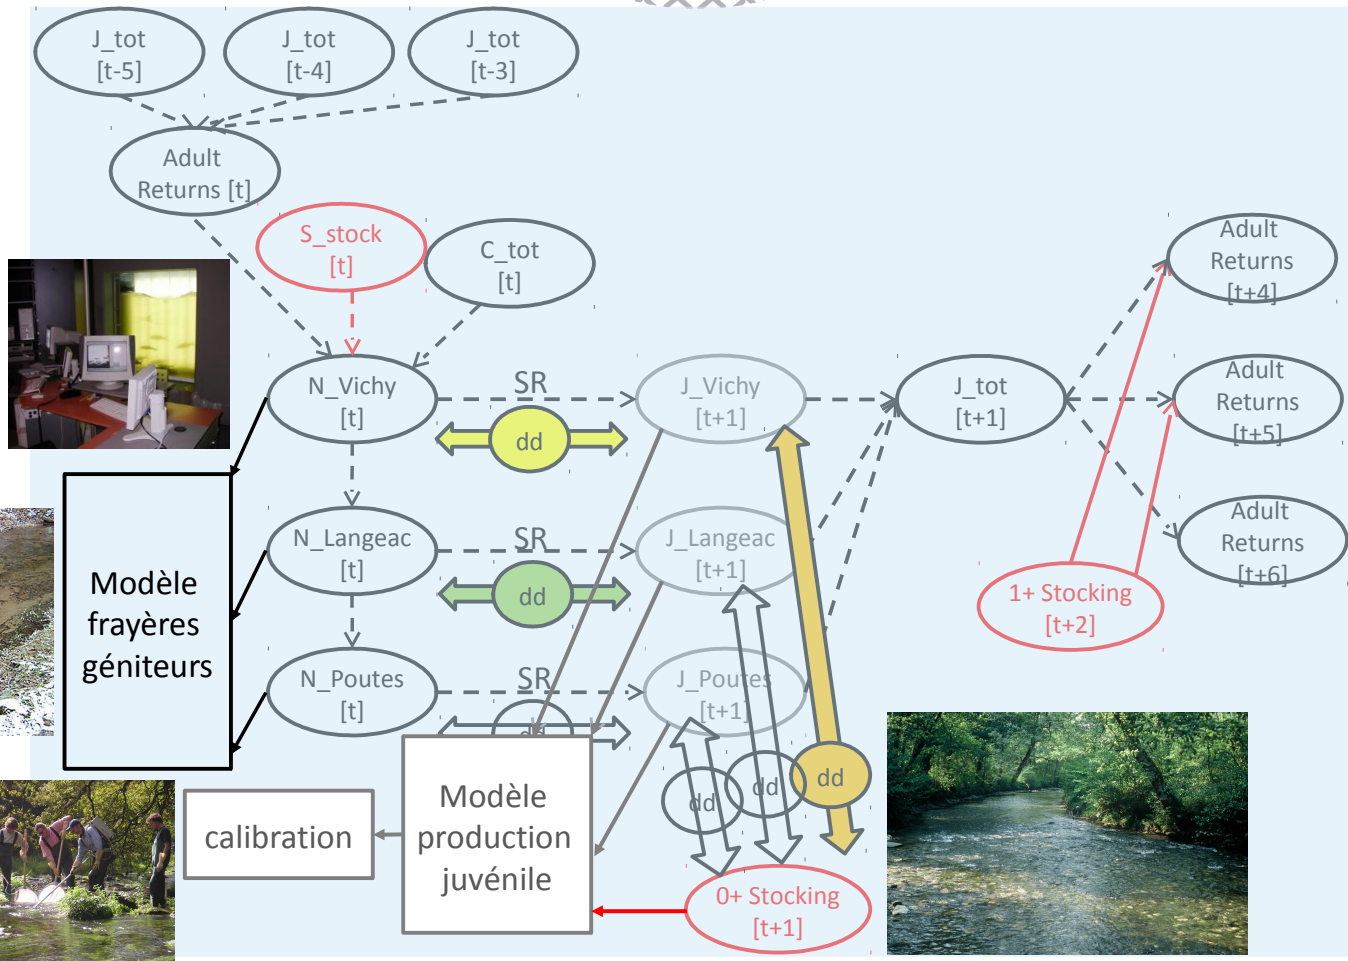 J_tot
[t-5]
J_tot
[t-4]
J_tot
[t-3]
Adult
Returns [t]
S_stock
[t]
C_tot
[t]
Adult
Returns
[t+4]
N_Vichy
[t]
SR
dd
J_Vichy
[t+1]
J_tot
[t+1]
Adult
Returns
[t+5]
N_Langeac
[t]
SR
dd
J_Langeac
[t+1]
Adult
Returns
[t+6]
1+ Stocking
[t+2]
Modèle
frayères
géniteurs
N_Poutes
[t]
SR
dd
J_Poutes
[t+1]
dd
dd
dd
calibration
Modèle
production
juvénile
0+ Stocking
[t+1]